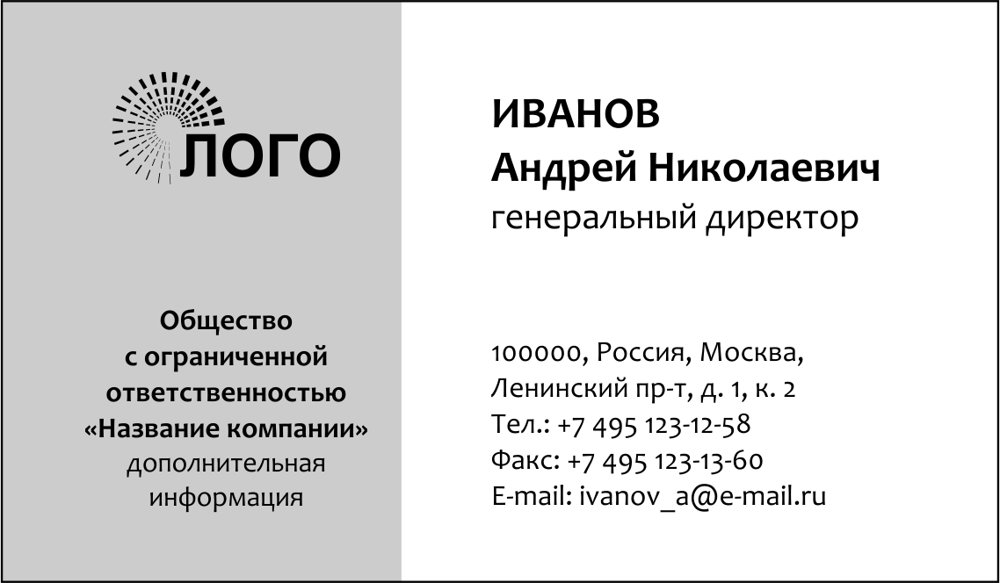 ЛОГО
Общество
с ограниченной
ответственностью
«Название компании»
дополнительная
информация
ИВАНОВ
Андрей Николаевич
генеральный директор
100000, Россия, Москва,
Ленинский пр-т, д. 1, к. 2
Тел.: +7 495 123-12-58
Факс: +7 495 123-13-60
E-mail: ivanov_a@e-mail.ru